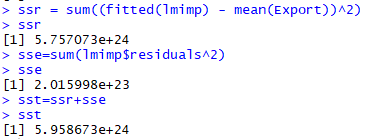 > ssr = sum((fitted(lmimp) - mean(Export))^2)
> ssr
[1] 5.757073e+24
> sse=sum(lmimp$residuals^2)
> sse
[1] 2.015998e+23
> sst=ssr+sse
> sst
[1] 5.958673e+24